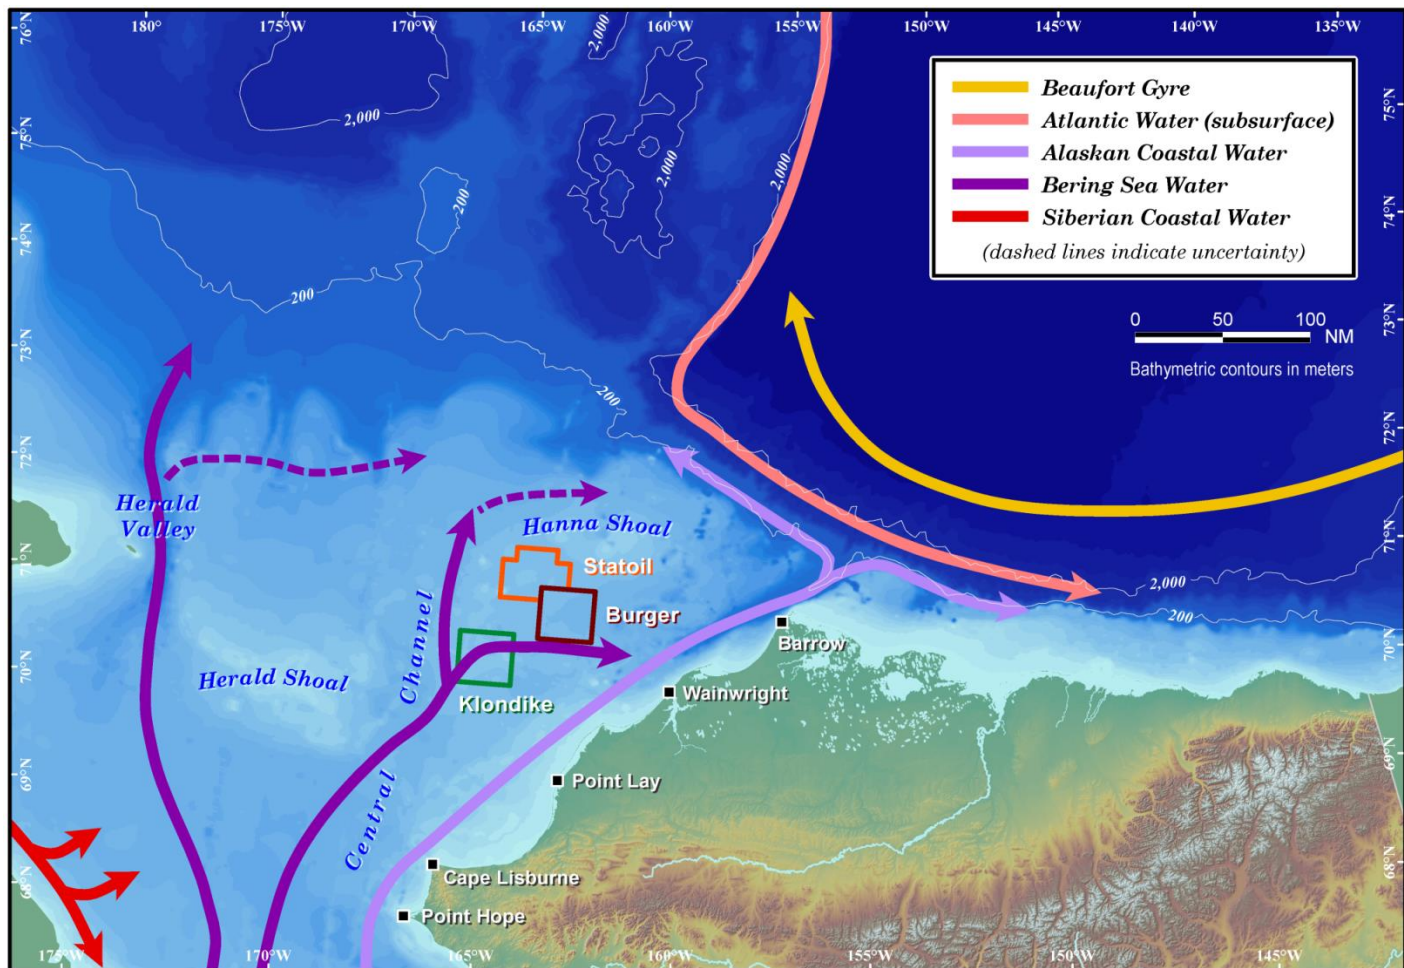 180°
175°W
170°W
165°W
160°W
155°W
150°W
145°W
140°W
135°W
76°N
75°N
74°N
73°N
72°N
71°N
70°N
69°N
68°N
75°N
74°N
73°N
72°N
71°N
70°N
69°N
68°N
175°W
170°W
165°W
160°W
155°W
150°W
145°W
Beaufort Gyre
Atlantic Water (subsurface)
Alaskan Coastal Water
Bering Sea Water
Siberian Coastal Water
(dashed lines indicate uncertainty)
0 50 100
NM
Bathymetric contours in meters
2,000
2,000
2,000
2,000
200
200
200
2,000
200
Herald
Valley
Hanna Shoal
Statoil
Burger
Channel
Herald Shoal
Klondike
Central
Barrow
Wainwright
Point Lay
Cape Lisburne
Point Hope